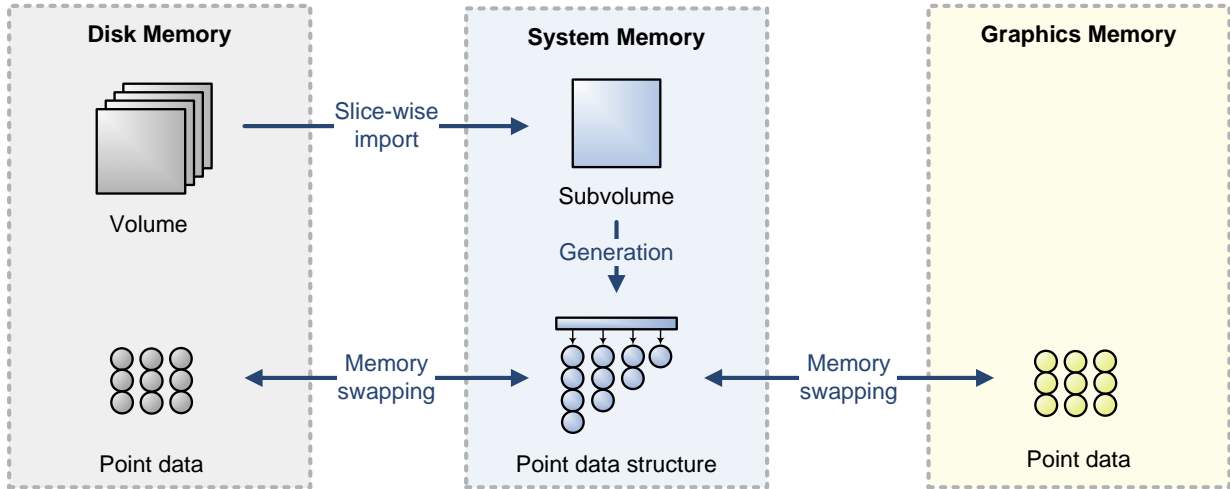 Disk Memory
System Memory
Graphics Memory
Slice-wise
import
Volume
Subvolume
Generation
Memory
swapping
Memory
swapping
Point data
Point data structure
Point data